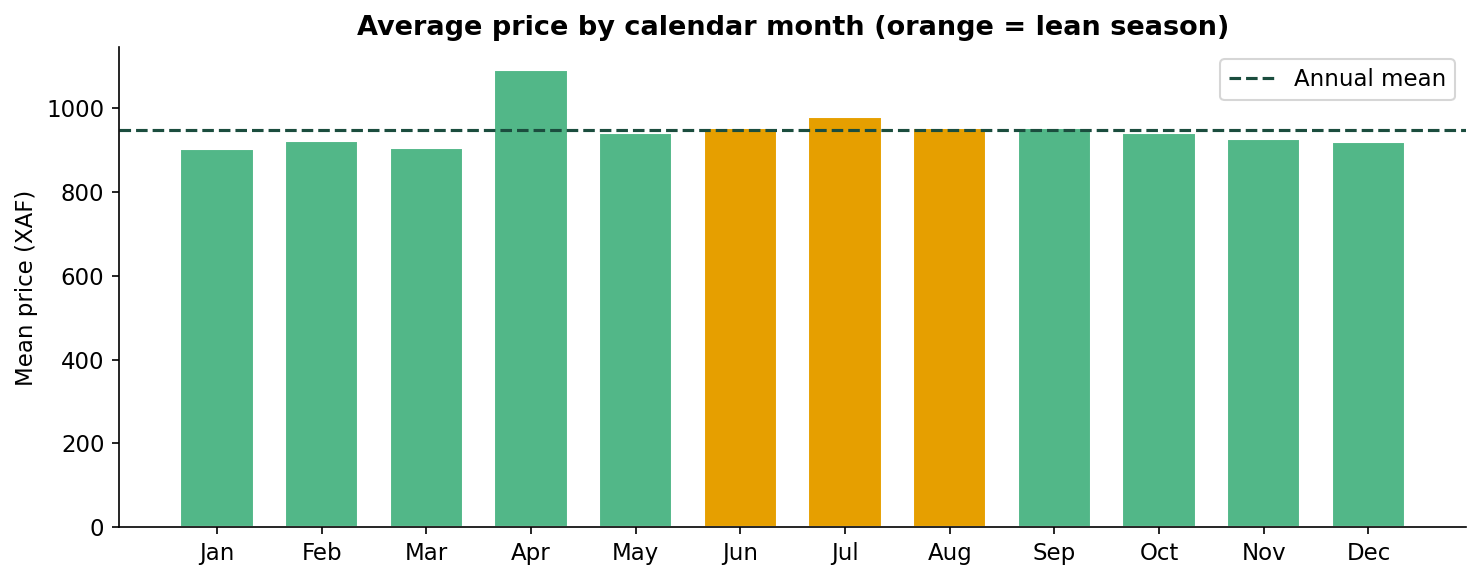 Average price by calendar month (orange = lean season)
Annual mean
Mean price (XAF)
1000
800
600
400
200
0
Jan Feb Mar Apr May Jun Jul Aug Sep Oct Nov Dec